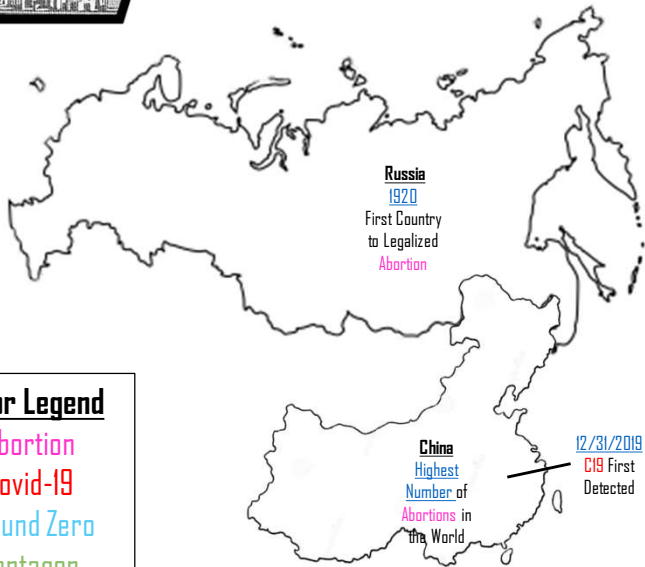 Russia
1920
First Country
to Legalized
Abortion
China
Highest
Number of
Abortions in
the World
12/31/2019
C19 First
Detected
or Legend
bortion
ovid-19
und Zero
ntagon